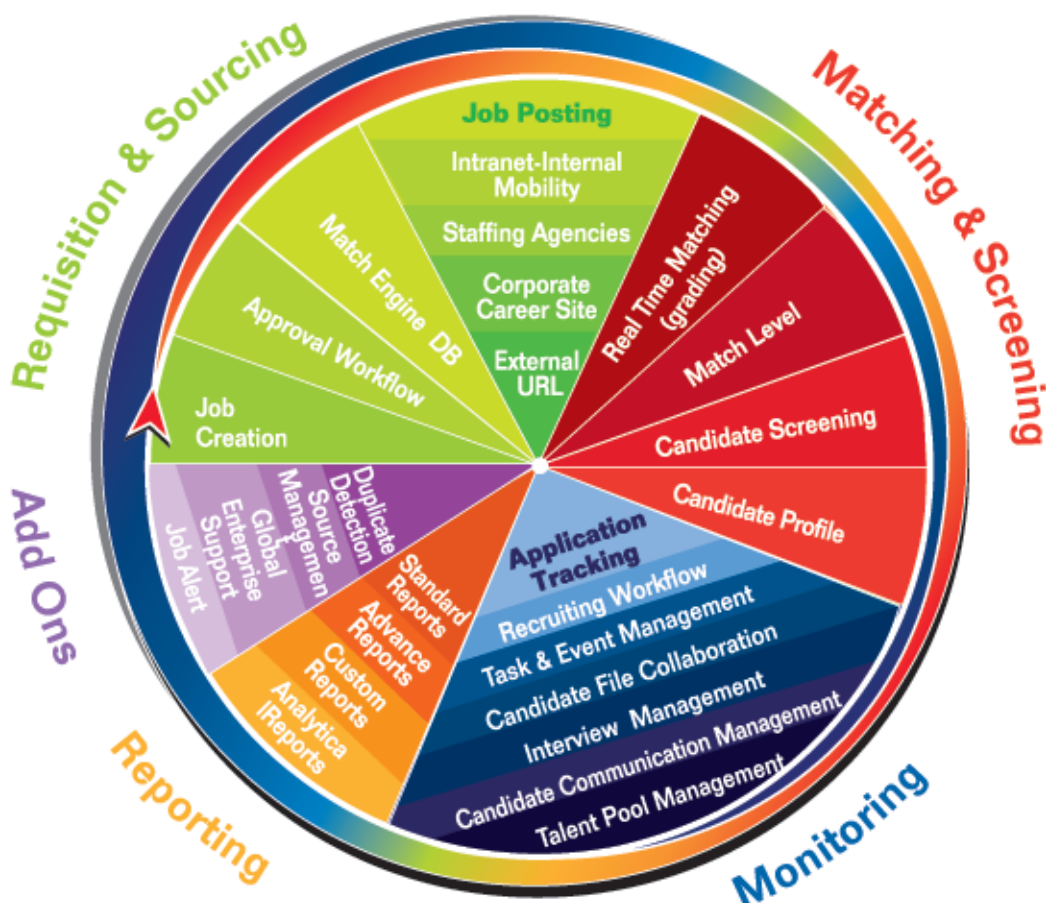 Requisition & Sourcing
Matching & Screening
Job Posting
Intranet-Internal
Mobility
Staffing Agencies
Corporate
Career Site
External
URL
Match Engine DB
Approval Workflow
Job
Creation
Real Time Matching
(grading)
Match Level
Candidate Screening
Candidate Profile
Application
Tracking
Recruiting Workflow
Task & Event Management
Candidate File Collaboration
Interview Management
Candidate Communication Management
Talent Pool Management
Standard
Reports
Advance
Reports
Custom
Reports
Analytica
lReports
Duplicate
Detection
Source
Managemen
t
Global
Enterprise
Support
Job Alert
Add Ons
Reporting
Monitoring